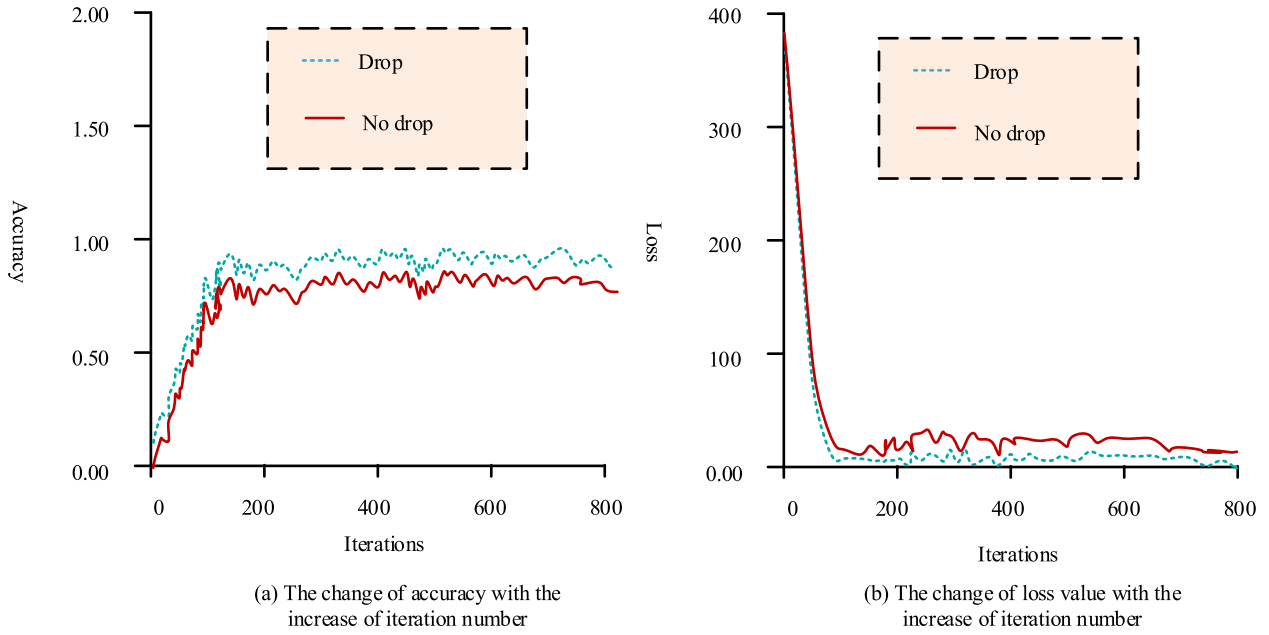 2.00
1.50
1.00
0.50
0.00
Accuracy
Drop
No drop
0
200
400
600
800
Iterations
(a) The change of accuracy with the
increase of iteration number
400
300
200
100
0.00
Loss
Drop
No drop
0
200
400
600
800
Iterations
(b) The change of loss value with the
increase of iteration number